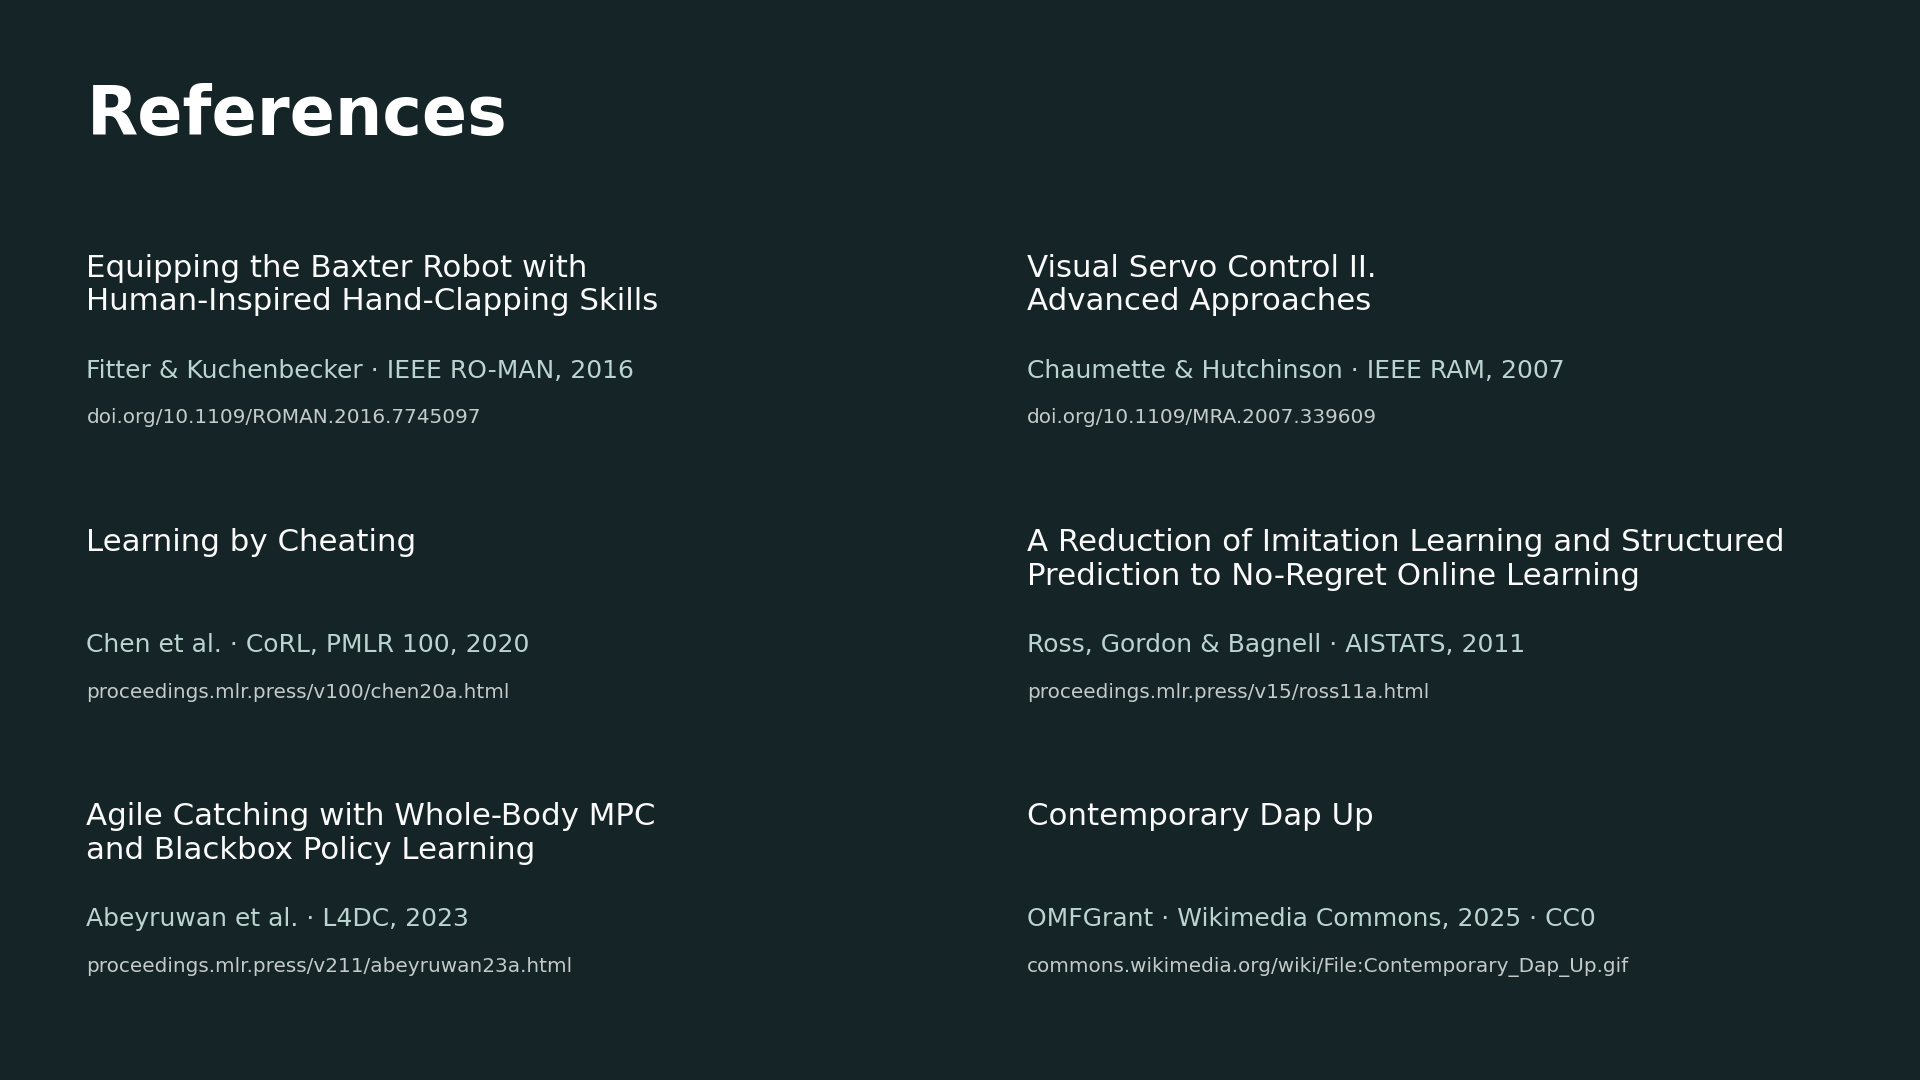 References
Equipping the Baxter Robot with
Human-Inspired Hand-Clapping Skills
Fitter & Kuchenbecker · IEEE RO-MAN, 2016
doi.org/10.1109/ROMAN.2016.7745097
Visual Servo Control II.
Advanced Approaches
Chaumette & Hutchinson · IEEE RAM, 2007
doi.org/10.1109/MRA.2007.339609
Learning by Cheating
Chen et al. · CoRL, PMLR 100, 2020
proceedings.mlr.press/v100/chen20a.html
A Reduction of Imitation Learning and Structured
Prediction to No-Regret Online Learning
Ross, Gordon & Bagnell · AISTATS, 2011
proceedings.mlr.press/v15/ross11a.html
Agile Catching with Whole-Body MPC
and Blackbox Policy Learning
Abeyruwan et al. · L4DC, 2023
proceedings.mlr.press/v211/abeyruwan23a.html
Contemporary Dap Up
OMFGrant · Wikimedia Commons, 2025 · CC0
commons.wikimedia.org/wiki/File:Contemporary_Dap_Up.gif